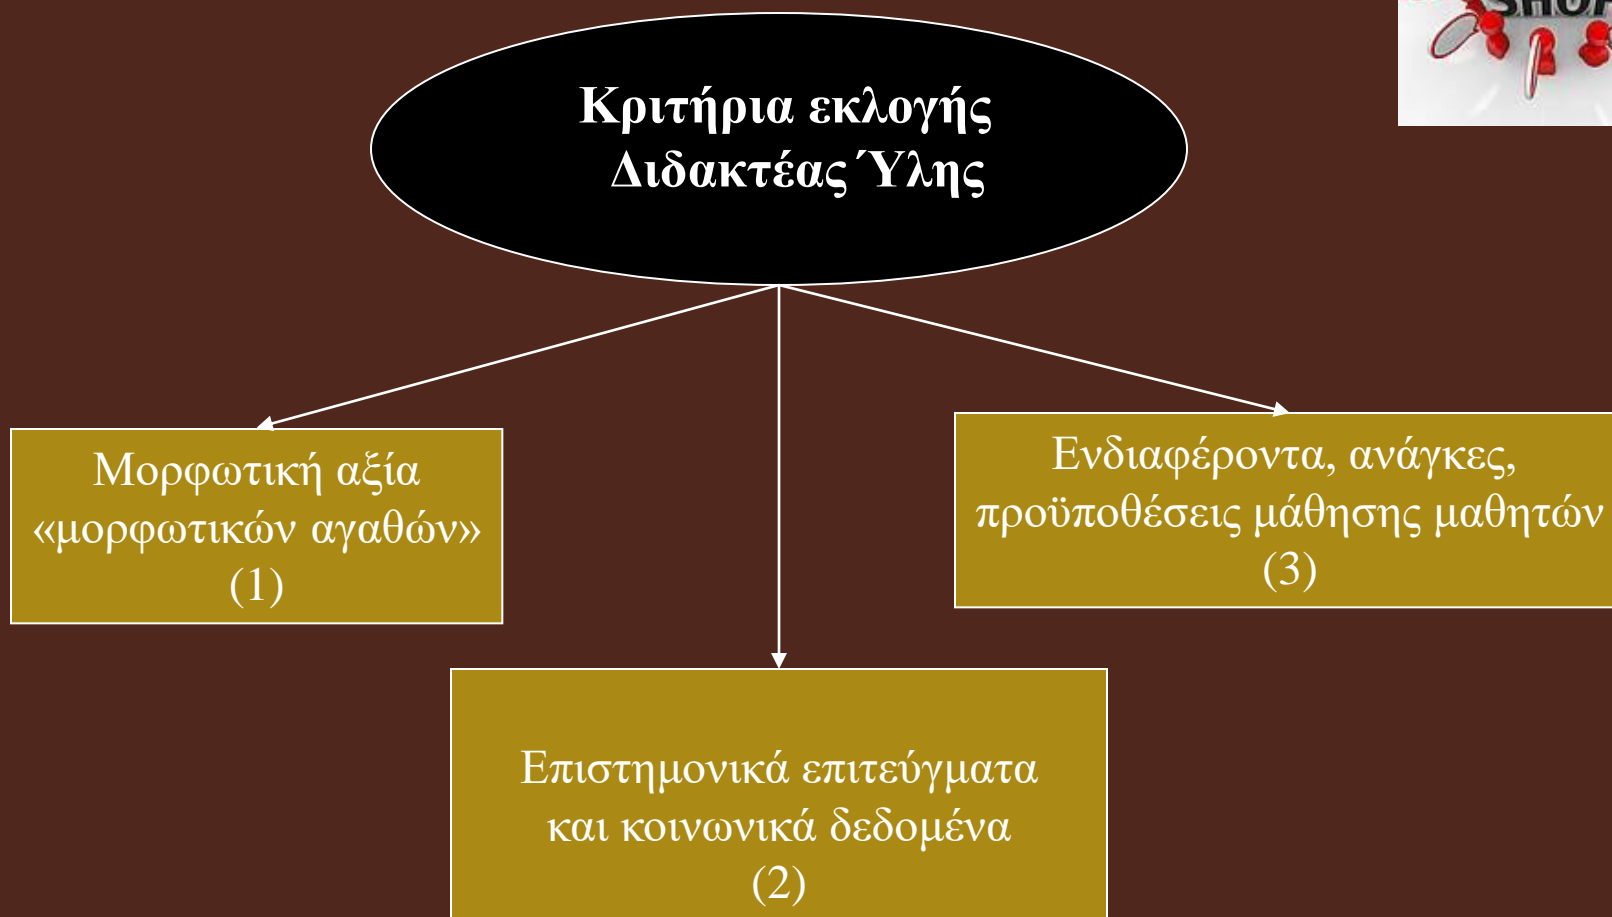 Κριτήρια εκλογής
Διδακτέας Ύλης
Μορφωτική αξία
«μορφωτικών αγαθών»
(1)
Επιστημονικά επιτεύγματα
και κοινωνικά δεδομένα
(2)
Ενδιαφέροντα, ανάγκες,
προϋποθέσεις μάθησης μαθητών
(3)